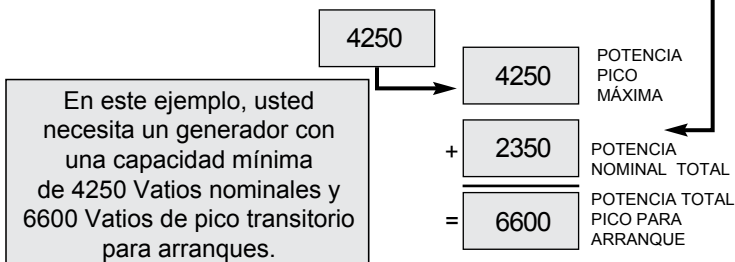 4250
4250
POTENCIA
PICO
MÁXIMA
En este ejemplo, usted
necesita un generador con
una capacidad mínima
de 4250 Vatios nominales y
6600 Vatios de pico transitorio
para arranques.
+ 2350
POTENCIA
NOMINAL TOTAL
= 6600
POTENCIA TOTAL
PICO PARA
ARRANQUE